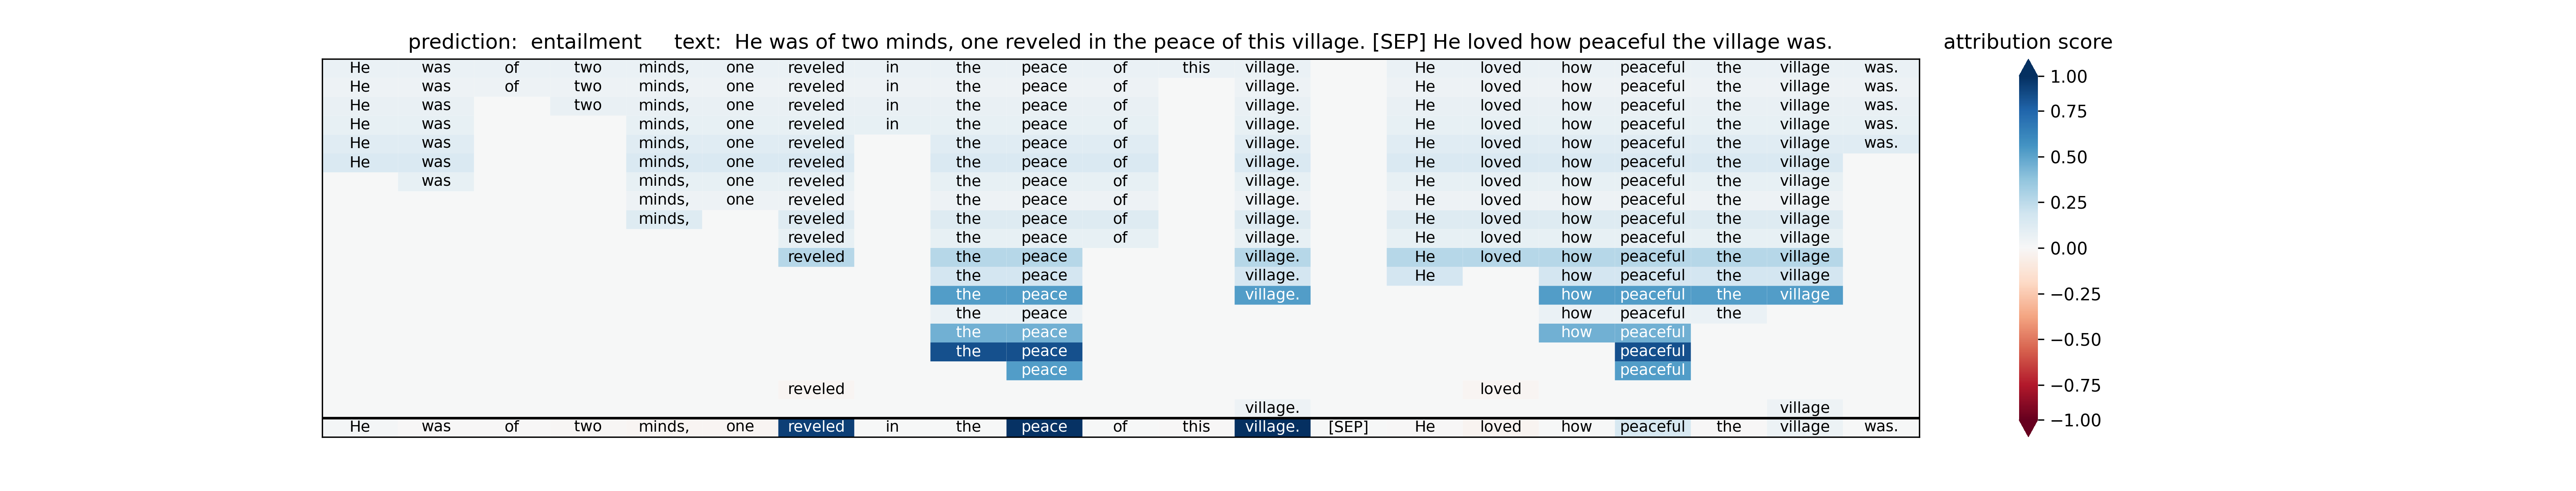 prediction: entailment text: He was of two minds, one reveled in the peace of this village. [SEP] He loved how peaceful the village was. attribution score
He was of two minds, one reveled in the peace of this village. He loved how peaceful the village was.
He was of two minds, one reveled in the peace of village. He loved how peaceful the village was.
He was two minds, one reveled in the peace of village. He loved how peaceful the village was.
He was minds, one reveled in the peace of village. He loved how peaceful the village was.
He was minds, one reveled the peace of village. He loved how peaceful the village was.
He was minds, one reveled the peace of village. He loved how peaceful the village
was minds, one reveled the peace of village. He loved how peaceful the village
minds, one reveled the peace of village. He loved how peaceful the village
minds, reveled the peace of village. He loved how peaceful the village
reveled the peace of village. He loved how peaceful the village
reveled the peace village. He loved how peaceful the village
the peace village. He how peaceful the village
the peace village. how peaceful the village
the peace how peaceful the
the peace how peaceful
the peace peaceful
peace peaceful
reveled loved
village. village
He was of two minds, one reveled in the peace of this village. [SEP] He loved how peaceful the village was.
1.00
0.75
0.50
0.25
0.00
−0.25
−0.50
−0.75
−1.00